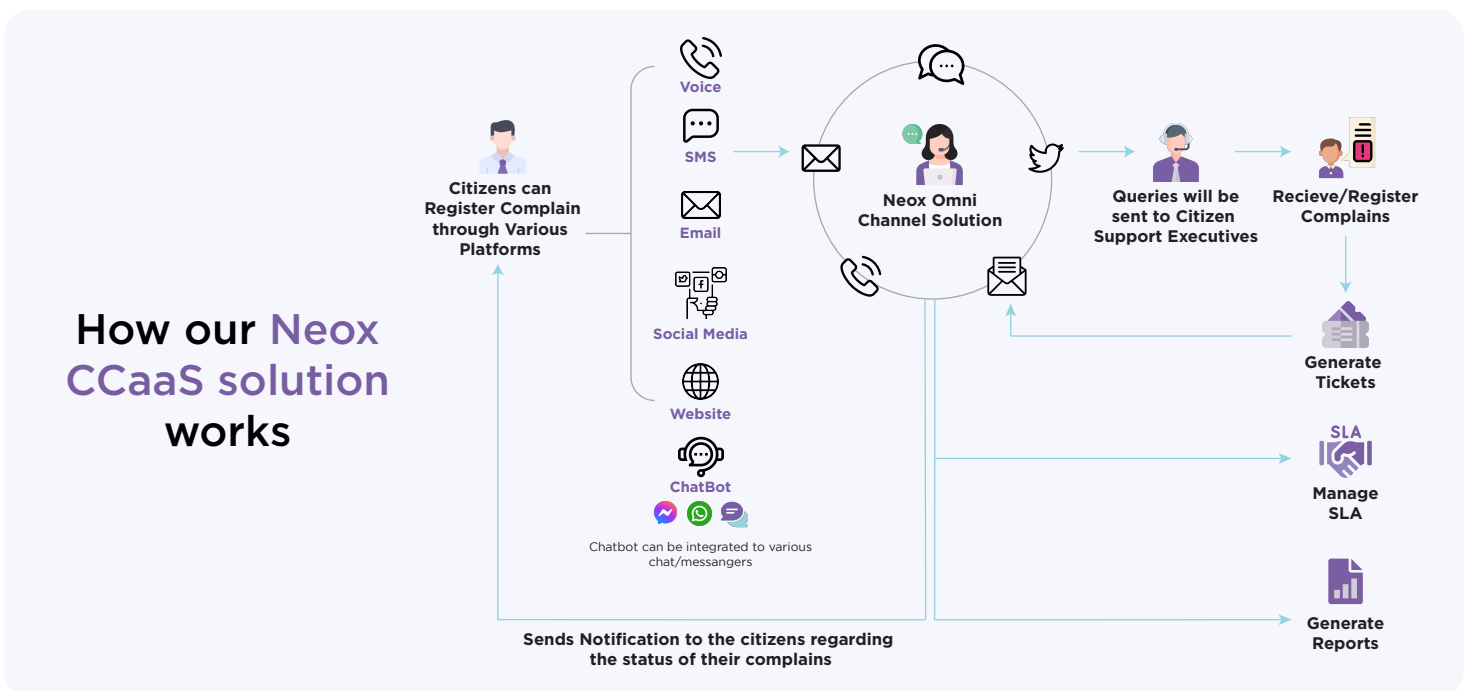 How our Neox
CCaaS solution
works
Citizens can
Register Complain
through Various
Platforms
Voice
SMS
Email
Social Media
Website
ChatBot
Chatbot can be integrated to various
chat/messangers
Neox Omni
Channel Solution
Queries will be
sent to Citizen
Support Executives
Recieve/Register
Complains
Generate
Tickets
SLA
Manage
SLA
Generate
Reports
Sends Notification to the citizens regarding
the status of their complains